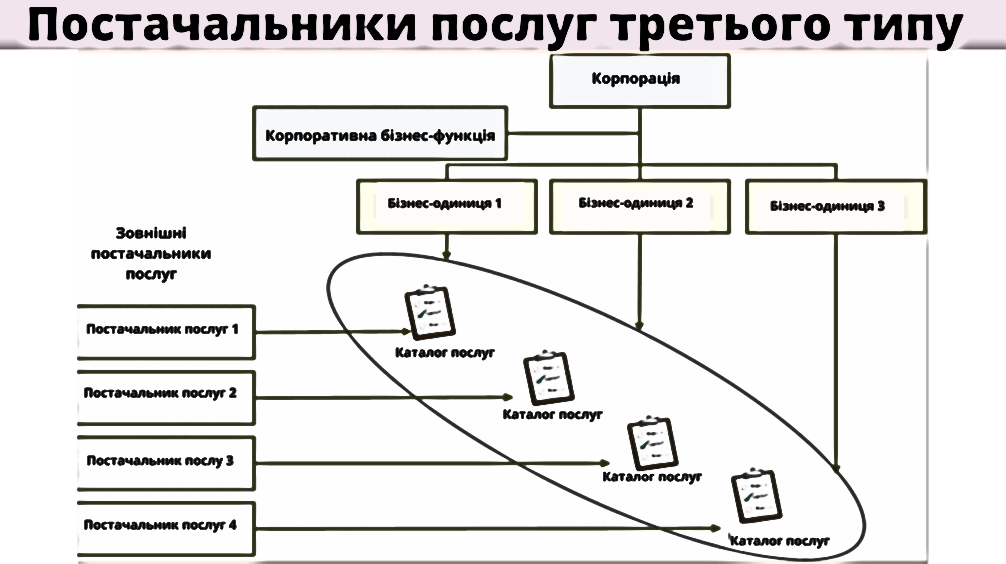 Постачальники послуг третього типу
Корпорація
Корпоративна бізнес-функція
Бізнес-одиниця 1
Бізнес-одиниця 2
Бізнес-одиниця 3
Зовнішні
постачальники
послуг
Постачальник послуг 1
Каталог послуг
Постачальник послуг 2
Каталог послуг
Постачальник послу 3
Каталог послуг
Постачальник послуг 4
Каталог послуг